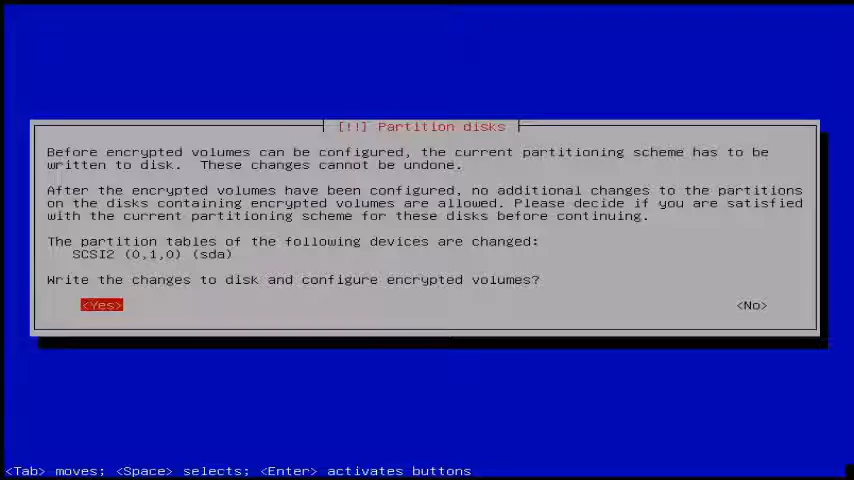 [!!] Partition disks
Before encrypted volumes can be configured, the current partitioning scheme has to be
written to disk.  These changes cannot be undone.
After the encrypted volumes have been configured, no additional changes to the partitions
on the disks containing encrypted volumes are allowed. Please decide if you are satisfied
with the current partitioning scheme for these disks before continuing.
The partition tables of the following devices are changed:
SCSI2 (0,1,0) (sda)
Write the changes to disk and configure encrypted volumes?
<Yes> <No>
<Tab> moves; <Space> selects; <Enter> activates buttons